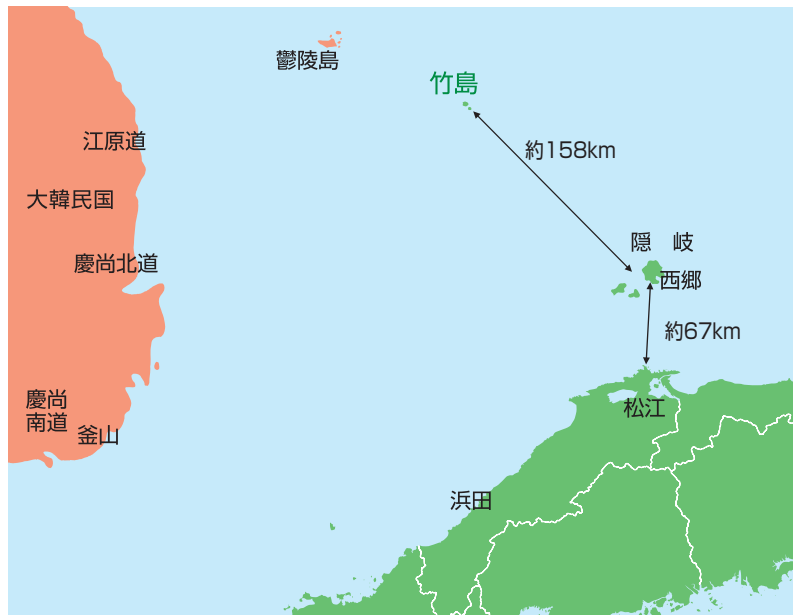 鬱陵島
竹島
江原道
約158km
大韓民国
隠　岐
慶尚北道
西郷
約67km
慶尚
南道
松江
釜山
浜田